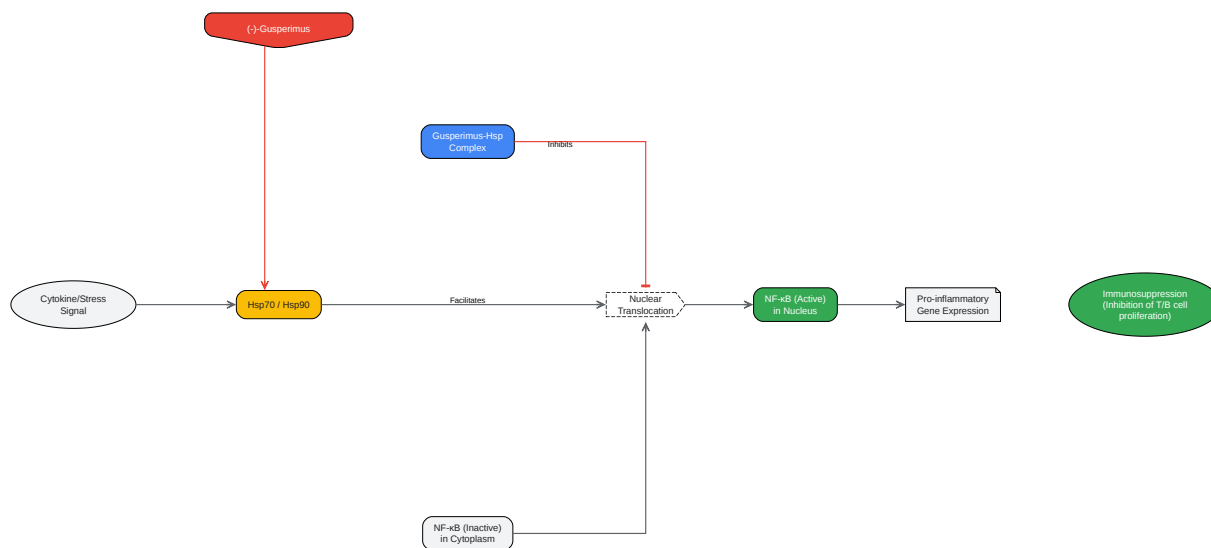 (-)-Gusperimus
Gusperimus-Hsp
Complex
Inhibits
Cytokine/Stress
Signal
Hsp70 / Hsp90
Facilitates
Nuclear
Translocation
NF-κB (Active)
in Nucleus
Pro-inflammatory
Gene Expression
Immunosuppression
(Inhibition of T/B cell
proliferation)
NF-κB (Inactive)
in Cytoplasm